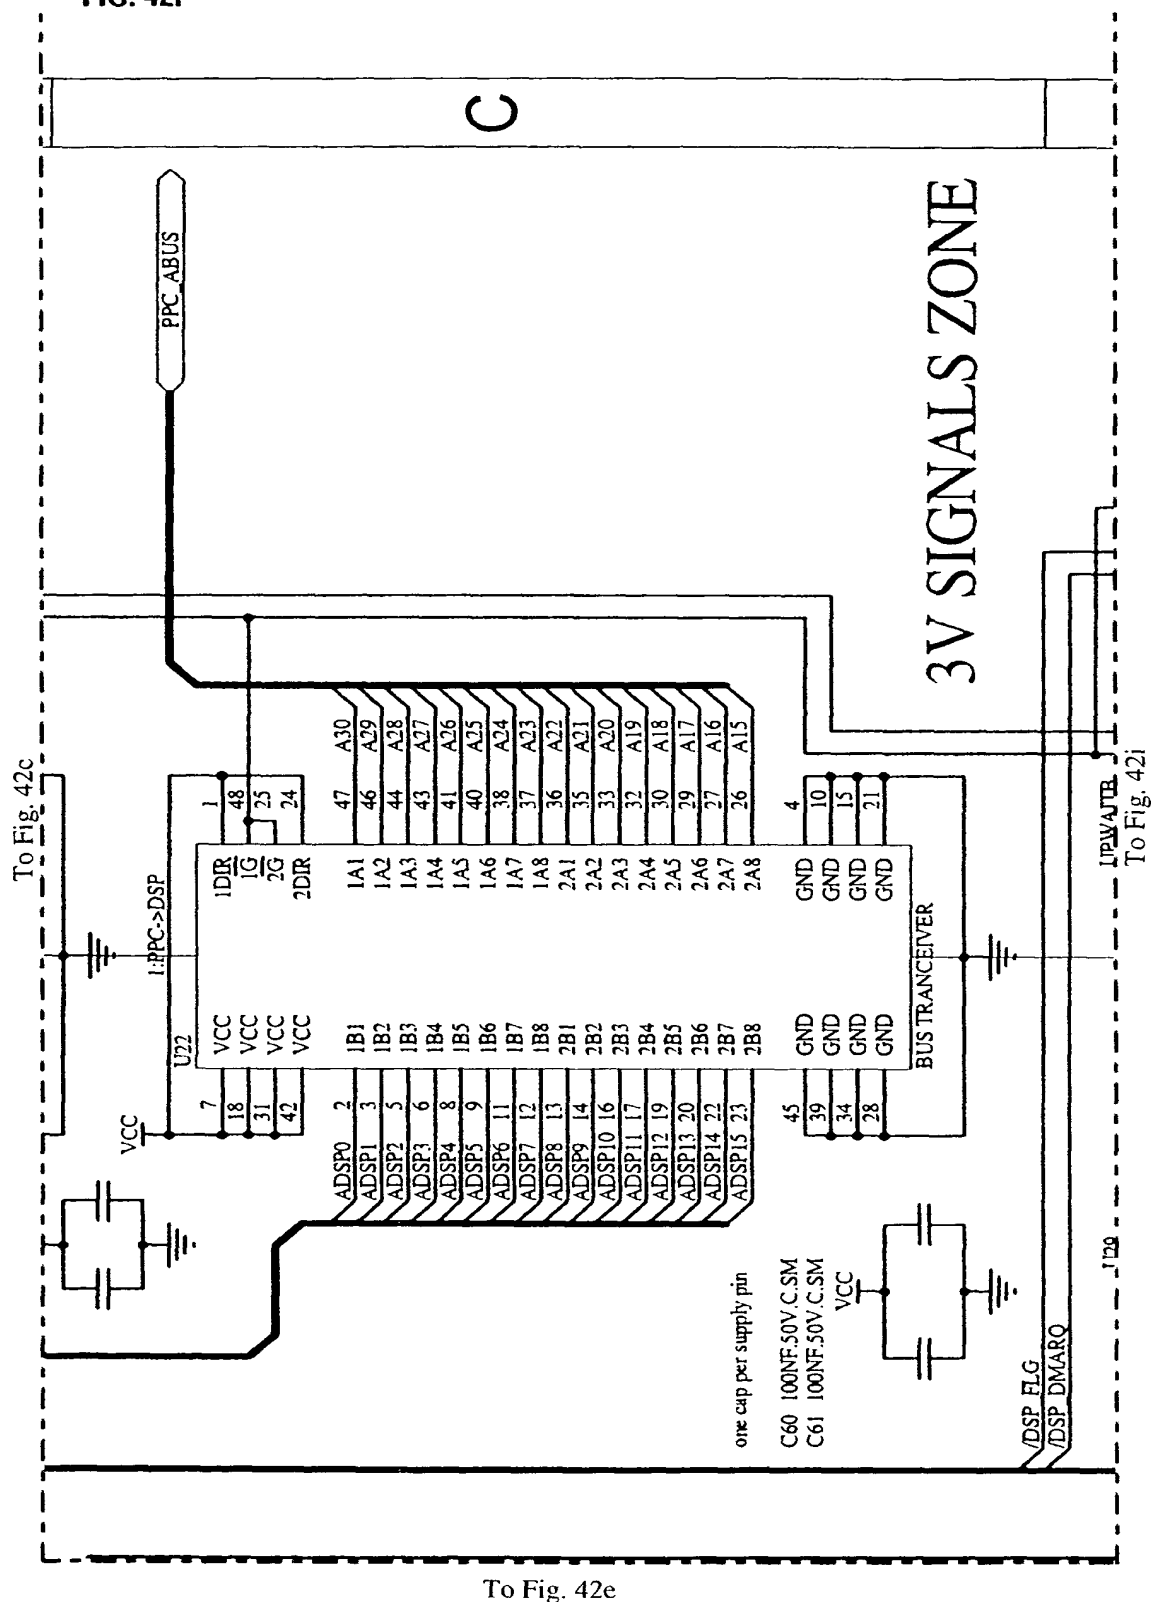 FIG. 42f
C
PPC_ABUS
3V SIGNALS ZONE
To Fig. 42c
To Fig. 42i
To Fig. 42e
1:PPC->DSP
U22
VCC
7 VCC 1DIR 1
18 VCC 1G 48
31 VCC 2G 25
42 VCC 2DIR 24
ADSP0 2 1B1 1A1 47 A30
ADSP1 3 1B2 1A2 46 A29
ADSP2 5 1B3 1A3 44 A28
ADSP3 6 1B4 1A4 43 A27
ADSP4 8 1B5 1A5 41 A26
ADSP5 9 1B6 1A6 40 A25
ADSP6 11 1B7 1A7 38 A24
ADSP7 12 1B8 1A8 37 A23
ADSP8 13 2B1 2A1 36 A22
ADSP9 14 2B2 2A2 35 A21
ADSP10 16 2B3 2A3 33 A20
ADSP11 17 2B4 2A4 32 A19
ADSP12 19 2B5 2A5 30 A18
ADSP13 20 2B6 2A6 29 A17
ADSP14 22 2B7 2A7 27 A16
ADSP15 23 2B8 2A8 26 A15
45 GND GND 4
39 GND GND 10
34 GND GND 15
28 GND GND 21
BUS TRANCEIVER
one cap per supply pin
C60 100NF.50V.C.SM
C61 100NF.50V.C.SM
VCC
/DSP_FLG
/DSP_DMARQ
U29